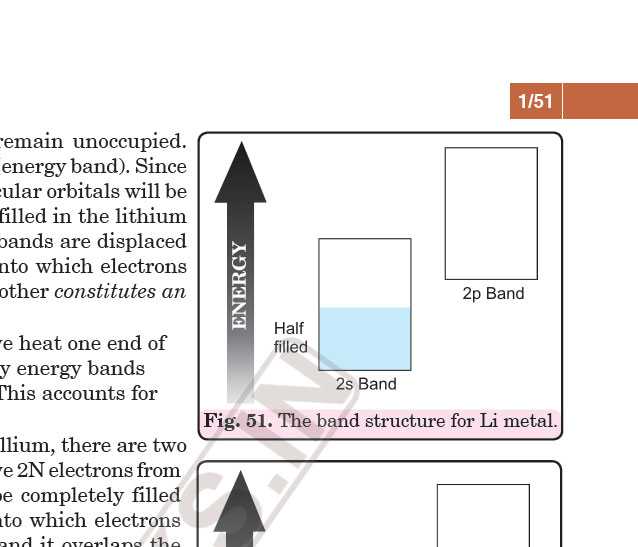 1/51
remain unoccupied.
energy band). Since
cular orbitals will be
filled in the lithium
bands are displaced
nto which electrons
other constitutes an
ve heat one end of
y energy bands
This accounts for
llium, there are two
ve 2N electrons from
be completely filled
nto which electrons
and it overlaps the
ENERGY
Half
filled
2s Band
2p Band
Fig. 51. The band structure for Li metal.
S.IN